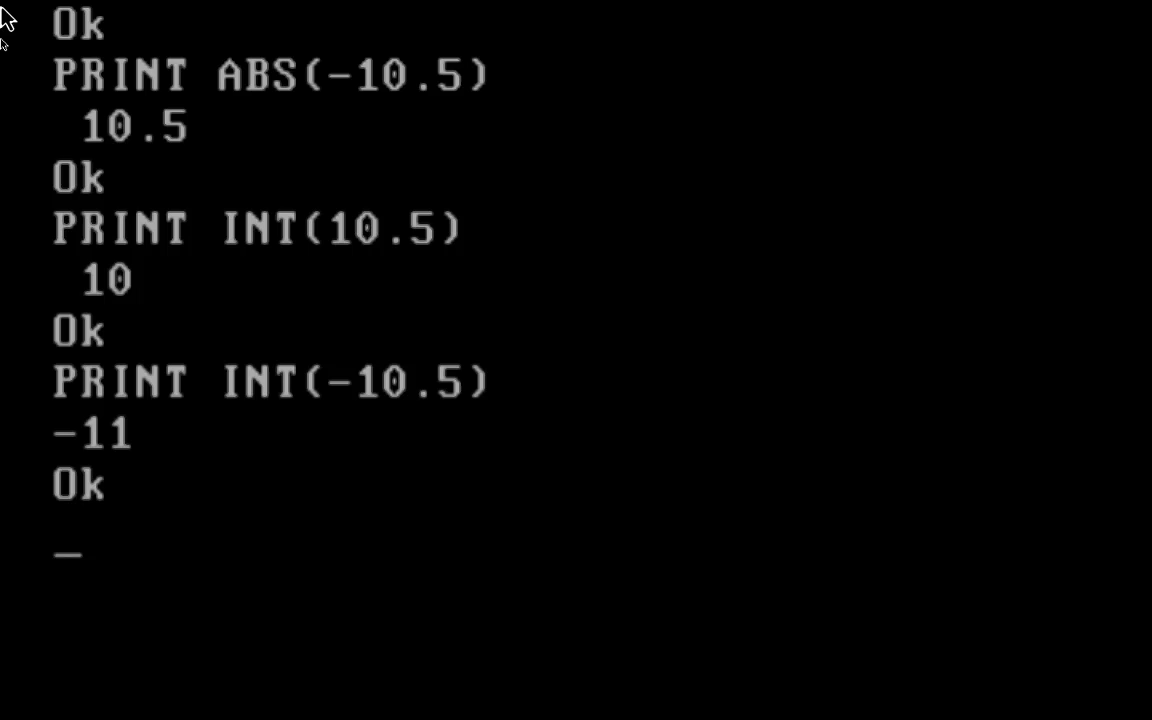 Ok
PRINT ABS(-10.5)
 10.5
Ok
PRINT INT(10.5)
 10
Ok
PRINT INT(-10.5)
-11
Ok
_